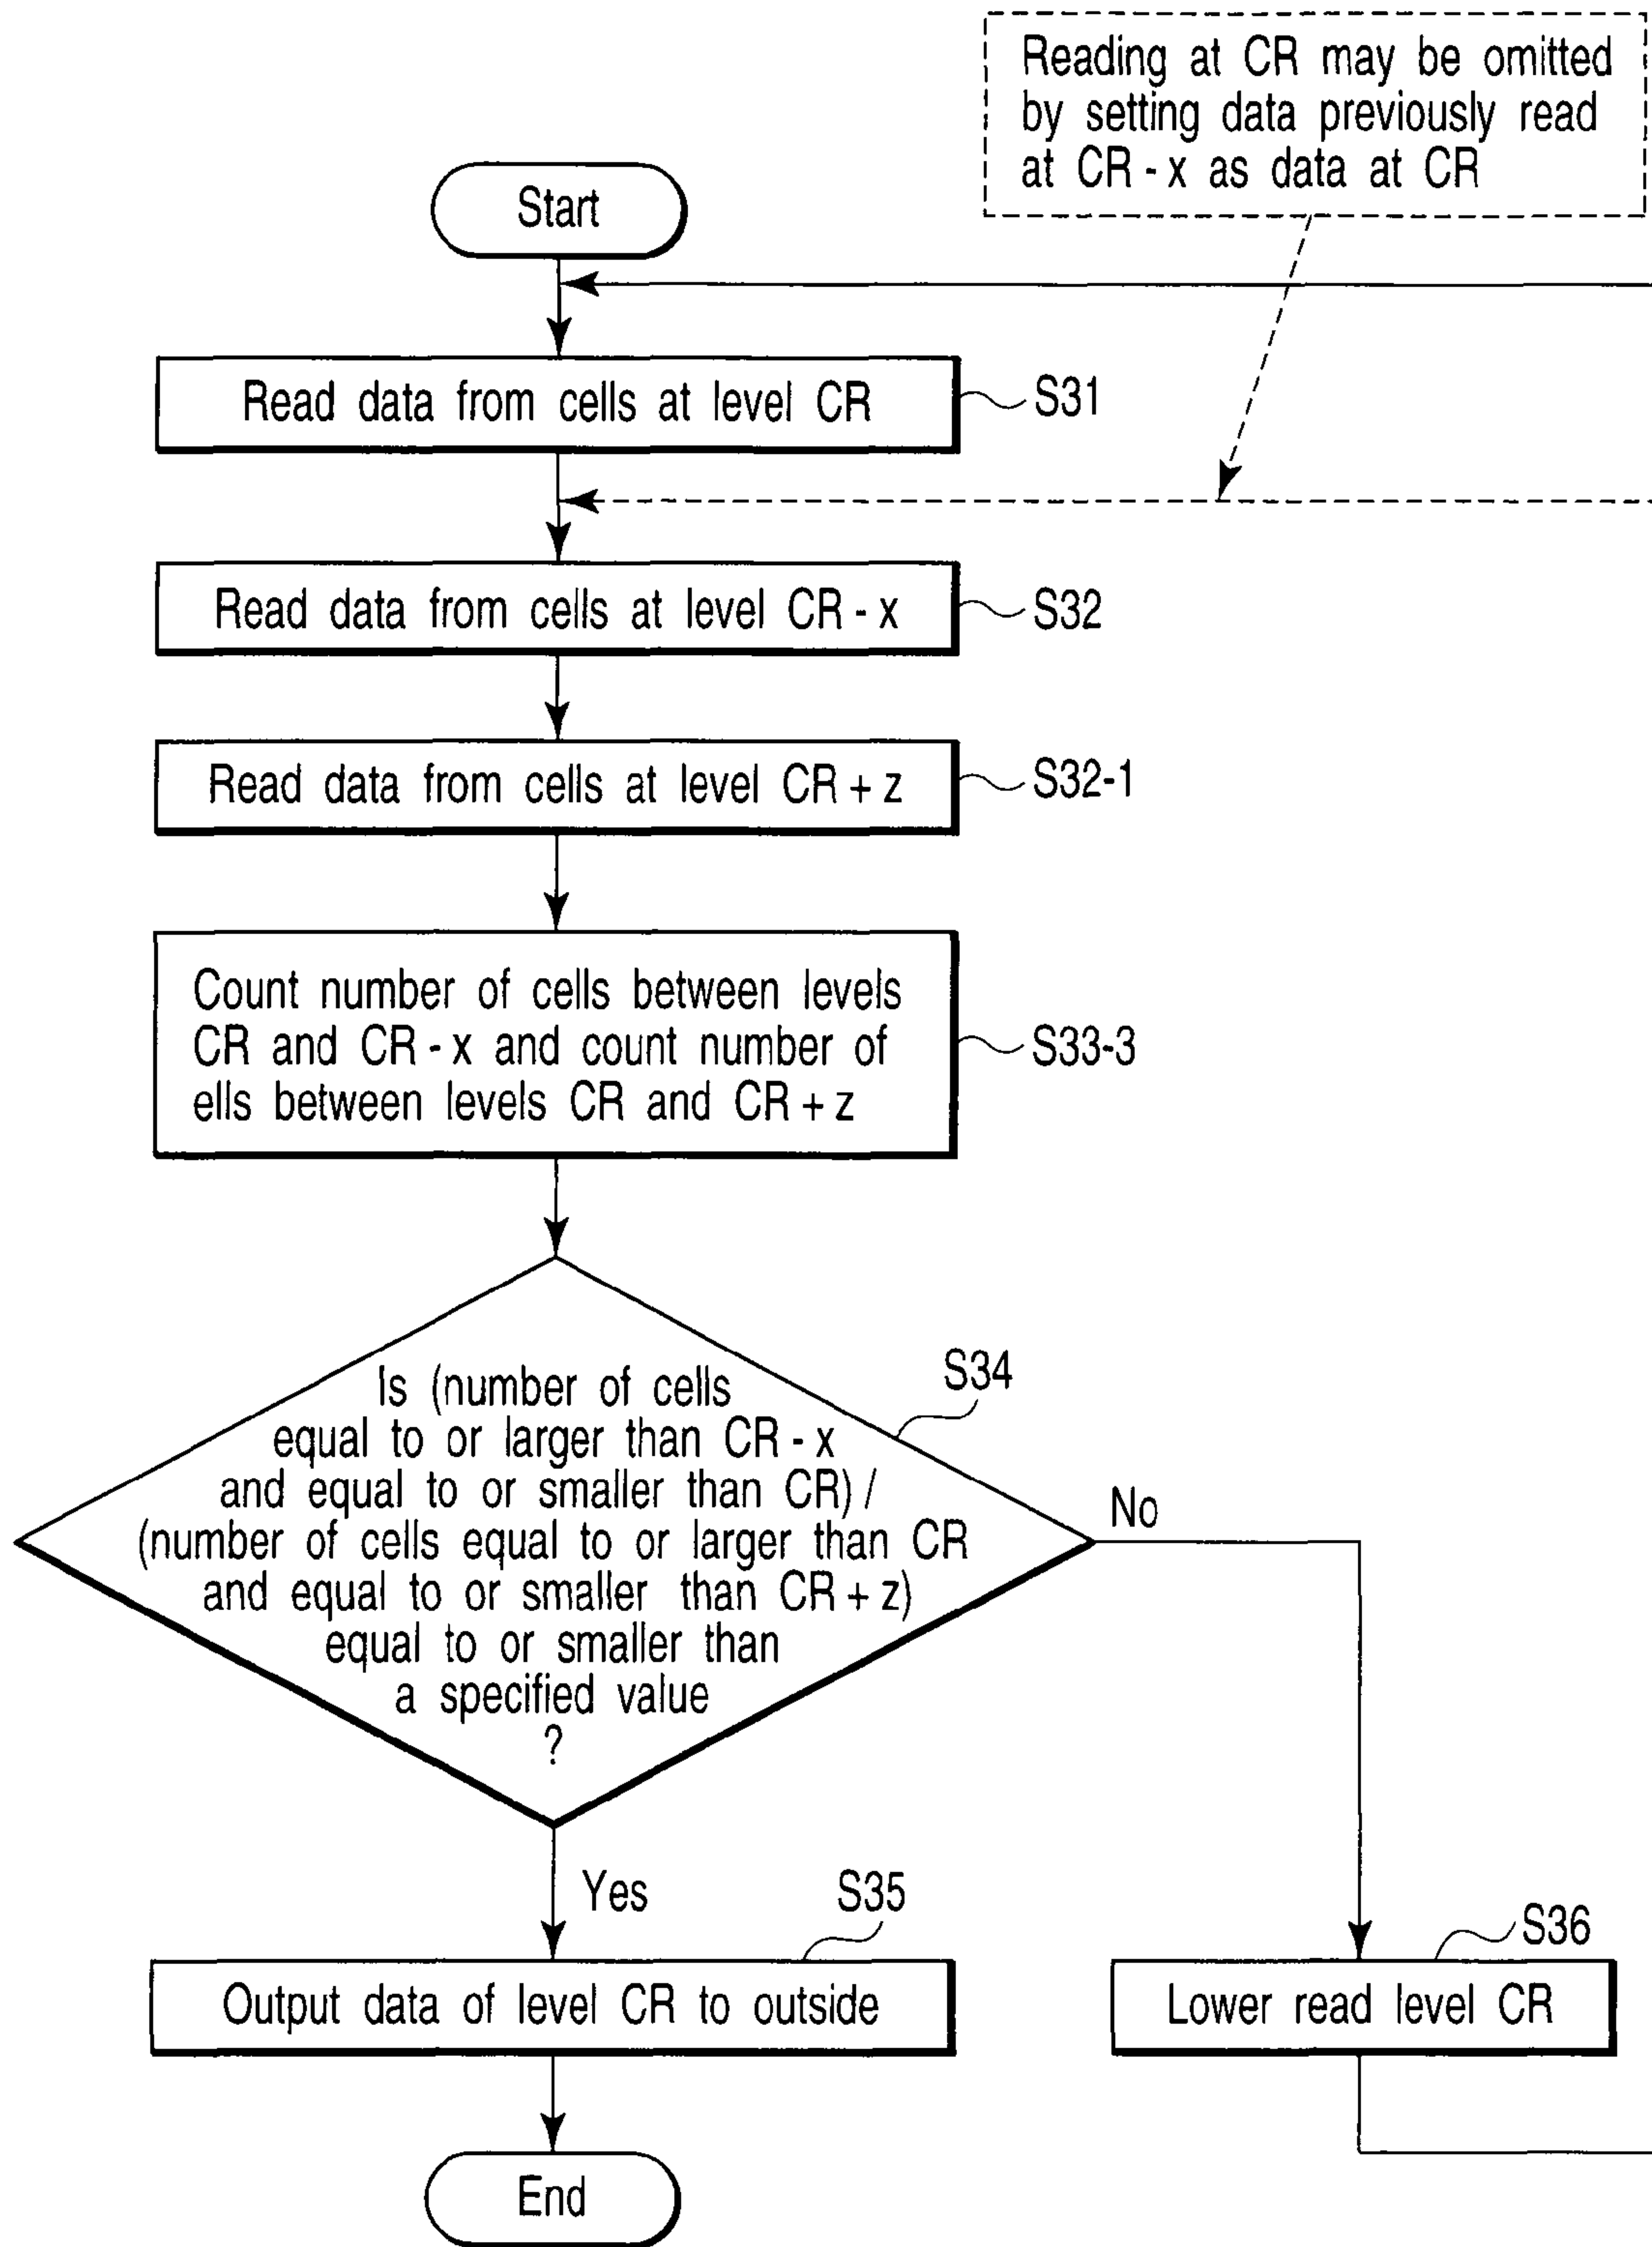 Reading at CR may be omitted
by setting data previously read
at CR - x as data at CR
Start
Read data from cells at level CR
S31
Read data from cells at level CR - x
S32
Read data from cells at level CR + z
S32-1
Count number of cells between levels
CR and CR - x and count number of
ells between levels CR and CR + z
S33-3
Is (number of cells
equal to or larger than CR - x
and equal to or smaller than CR) /
(number of cells equal to or larger than CR
and equal to or smaller than CR + z)
equal to or smaller than
a specified value
?
S34
No
Yes
S35
Output data of level CR to outside
S36
Lower read level CR
End